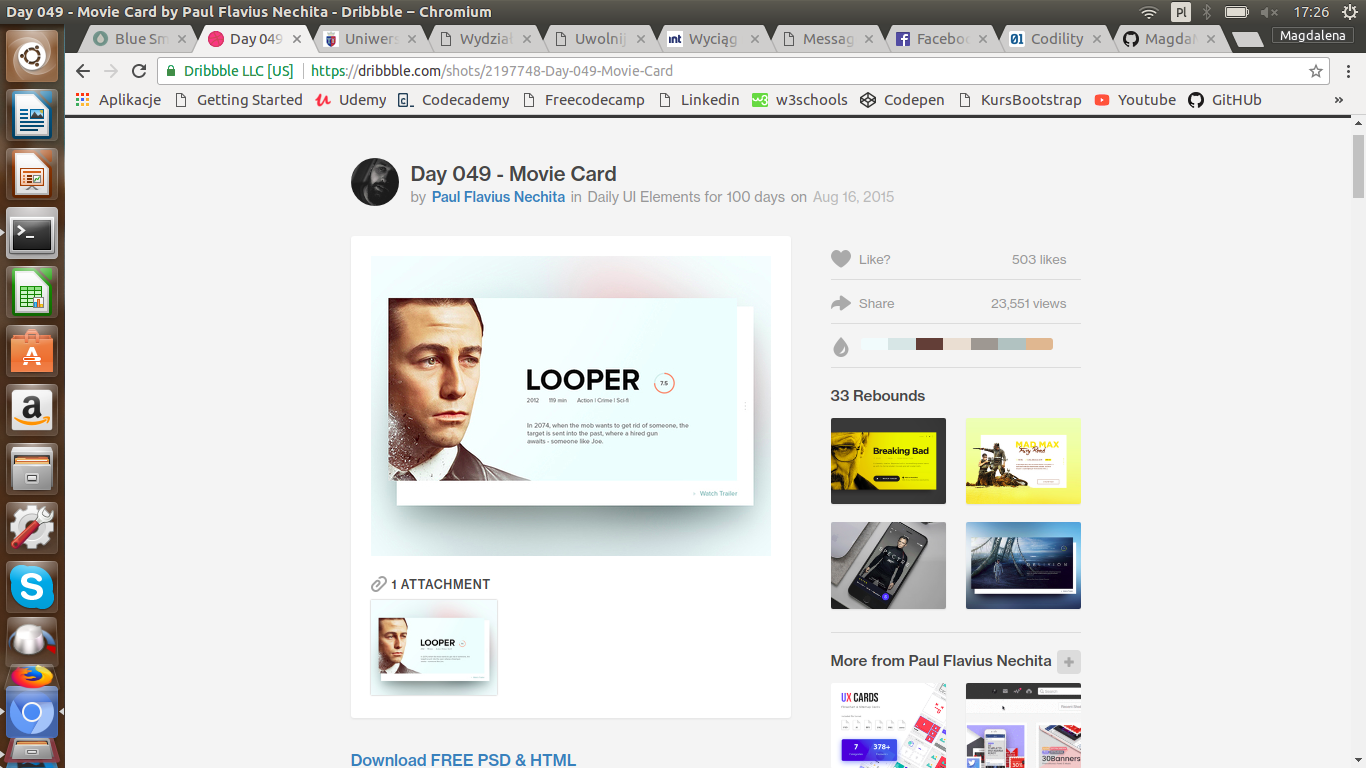 Day 049 - Movie Card by Paul Flavius Nechita - Dribbble – Chromium
Pl
17:26
Blue Sm
Day 049
Uniwers
Wydział
Uwolnij
int Wyciąg
Messag
Facebo
01 Codility
Magda
Magdalena
Dribbble LLC [US] https://dribbble.com/shots/2197748-Day-049-Movie-Card
Aplikacje Getting Started Udemy Codecademy Freecodecamp Linkedin w3schools Codepen KursBootstrap Youtube GitHUb »
Day 049 - Movie Card
by Paul Flavius Nechita in Daily UI Elements for 100 days on Aug 16, 2015
LOOPER 7.5
2012 119 min Action | Crime | Sci-fi
In 2074, when the mob wants to get rid of someone, the
target is sent into the past, where a hired gun
awaits - someone like Joe.
Watch Trailer
1 ATTACHMENT
LOOPER
Download FREE PSD & HTML
Like? 503 likes
Share 23,551 views
33 Rebounds
Breaking Bad
MAD MAX
Fury Road
OBLIVION
More from Paul Flavius Nechita +
UX CARDS
7 378+
Search
30Banners
30%